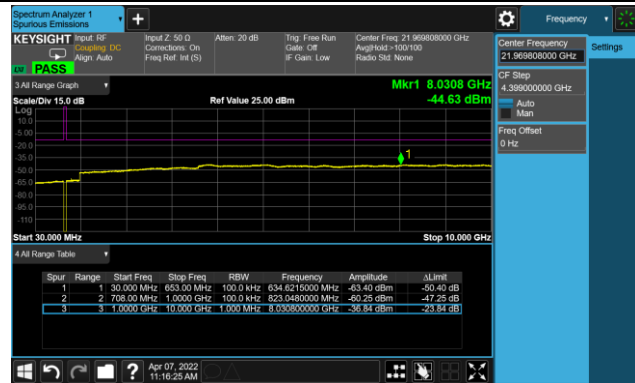 Spectrum Analyzer 1
Spurious Emissions
Frequency
KEYSIGHT
Input: RF
Coupling: DC
Align: Auto
Input Z: 50 Ω
Corrections: On
Freq Ref: Int (S)
Atten: 20 dB
Trig: Free Run
Gate: Off
IF Gain: Low
Center Freq: 21.969808000 GHz
Avg|Hold:>100/100
Radio Std: None
PASS
Center Frequency
21.969808000 GHz
Settings
CF Step
4.399000000 GHz
Auto
Man
Freq Offset
0 Hz
3 All Range Graph
Mkr1 8.0308 GHz
Scale/Div 15.0 dB
Ref Value 25.00 dBm
-44.63 dBm
Log
10.0
-5.00
-20.0
-35.0
-50.0
-65.0
-80.0
-95.0
-110
1
Start 30.000 MHz
Stop 10.000 GHz
4 All Range Table
Spur Range Start Freq Stop Freq RBW Frequency Amplitude ΔLimit
1 1 30.000 MHz 653.00 MHz 100.0 kHz 634.6215000 MHz -63.40 dBm -50.40 dB
2 2 708.00 MHz 1.0000 GHz 100.0 kHz 823.0480000 MHz -60.25 dBm -47.25 dB
3 3 1.0000 GHz 10.000 GHz 1.000 MHz 8.030800000 GHz -36.84 dBm -23.84 dB
Apr 07, 2022
11:16:25 AM